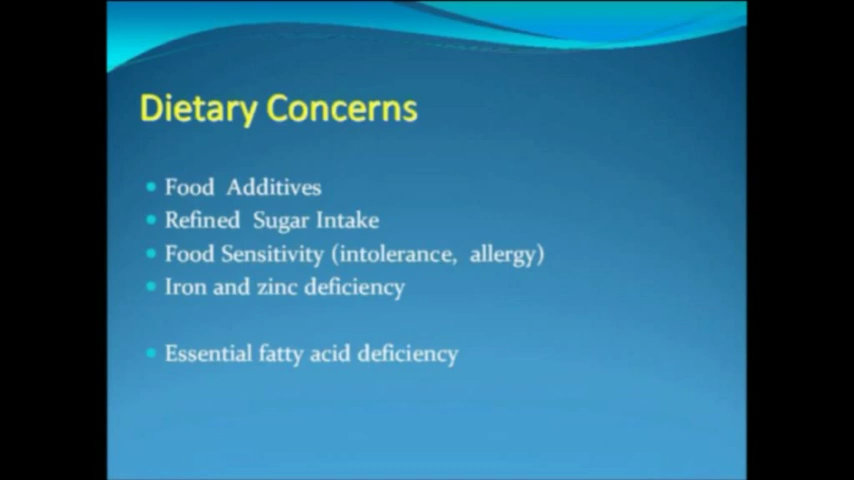 Dietary Concerns
Food Additives
Refined Sugar Intake
Food Sensitivity (intolerance, allergy)
Iron and zinc deficiency
Essential fatty acid deficiency